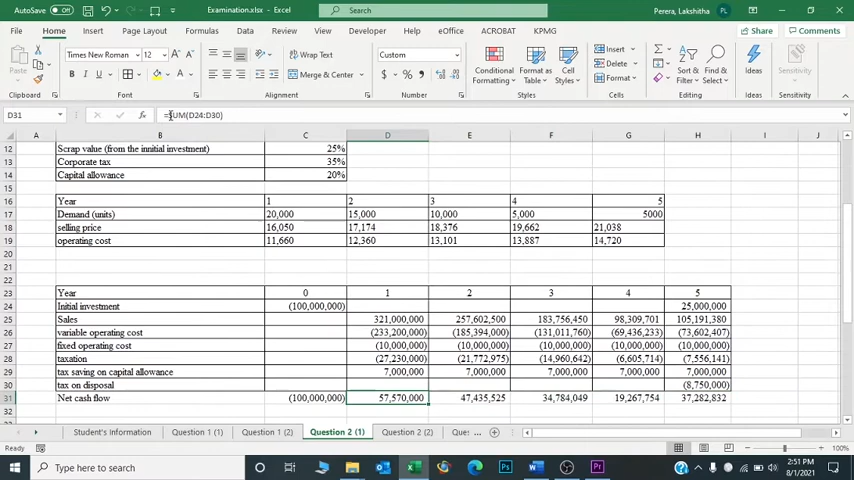 AutoSave Off Examination.xlsx - Excel Search Perera, Lakshitha PL
File Home Insert Page Layout Formulas Data Review View Developer Help eQM ACROBAT KPMG Share Comments
Times New Roman 12 A A Wrap Text Custom Insert
Paste B I U A Merge & Center $ % Conditional Formatting Format as Table Cell Styles Delete Format Sort & Filter Find & Select Ideas Sensitivity
Clipboard Font Alignment Number Styles Cells Editing Ideas Sensitivity
D31 fx =SUM(D24:D30)
A B C D E F G H I J
12 Scrap value (from the innitial investment) 25%
13 Corporate tax 35%
14 Capital allowance 20%
15
16 Year 1 2 3 4 5
17 Demand (units) 20,000 15,000 10,000 5,000 5000
18 selling price 16,050 17,174 18,376 19,662 21,038
19 operating cost 11,660 12,360 13,101 13,887 14,720
20
21
22
23 Year 0 1 2 3 4 5
24 Initial investment (100,000,000) 25,000,000
25 Sales 321,000,000 257,602,500 183,756,450 98,309,701 105,191,380
26 variable operating cost (233,200,000) (185,394,000) (131,011,760) (69,436,233) (73,602,407)
27 fixed operating cost (10,000,000) (10,000,000) (10,000,000) (10,000,000) (10,000,000)
28 taxation (27,230,000) (21,772,975) (14,960,642) (6,605,714) (7,556,141)
29 tax saving on capital allowance 7,000,000 7,000,000 7,000,000 7,000,000 7,000,000
30 tax on disposal (8,750,000)
31 Net cash flow (100,000,000) 57,570,000 47,435,525 34,784,049 19,267,754 37,282,832
32
Student's Information Question 1 (1) Question 1 (2) Question 2 (1) Question 2 (2) Que ...
Ready 100%
Type here to search 2:51 PM
8/1/2021